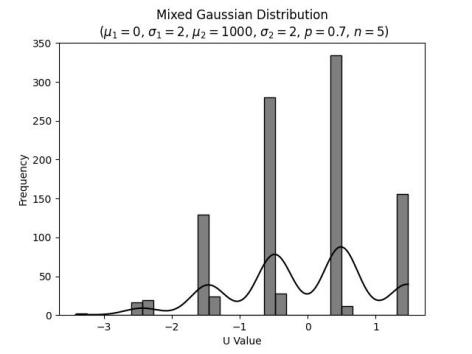 Mixed Gaussian Distribution
(μ₁ = 0, σ₁ = 2, μ₂ = 1000, σ₂ = 2, p = 0.7, n = 5)
350
300
250
200
150
100
50
0
Frequency
−3 −2 −1 0 1
U Value